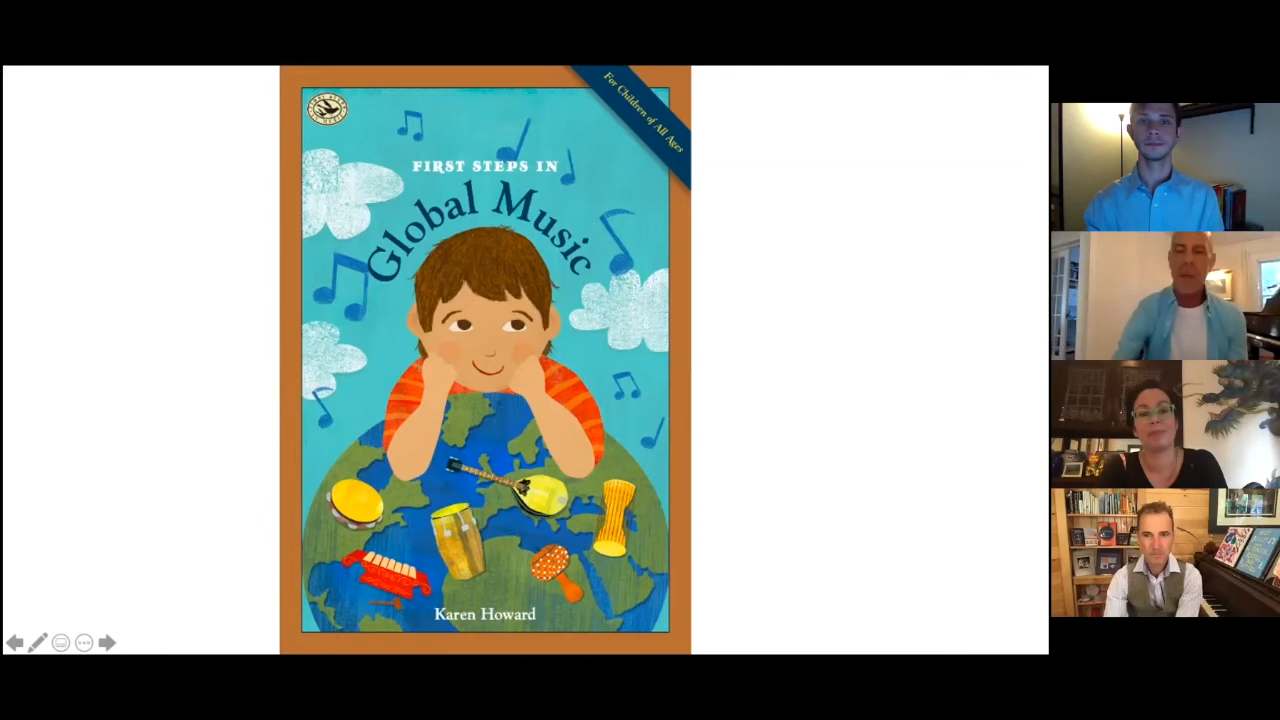 For Children of All Ages
FIRST STEPS IN
Global Music
Karen Howard